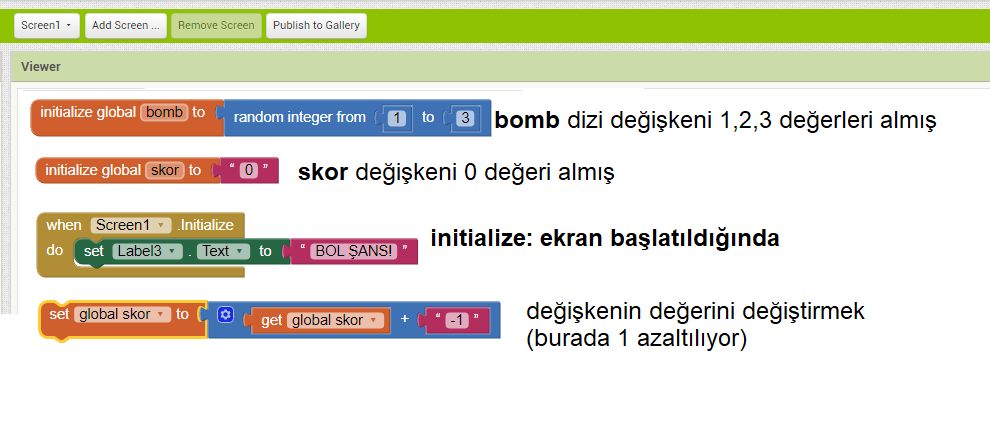 Screen1 Add Screen ... Remove Screen Publish to Gallery
Viewer
initialize global bomb to random integer from 1 to 3 bomb dizi değişkeni 1,2,3 değerleri almış
initialize global skor to “ 0 ” skor değişkeni 0 değeri almış
when Screen1 .Initialize
do set Label3 . Text to “ BOL ŞANS! ” initialize: ekran başlatıldığında
set global skor to get global skor + “ -1 ” değişkenin değerini değiştirmek
(burada 1 azaltılıyor)